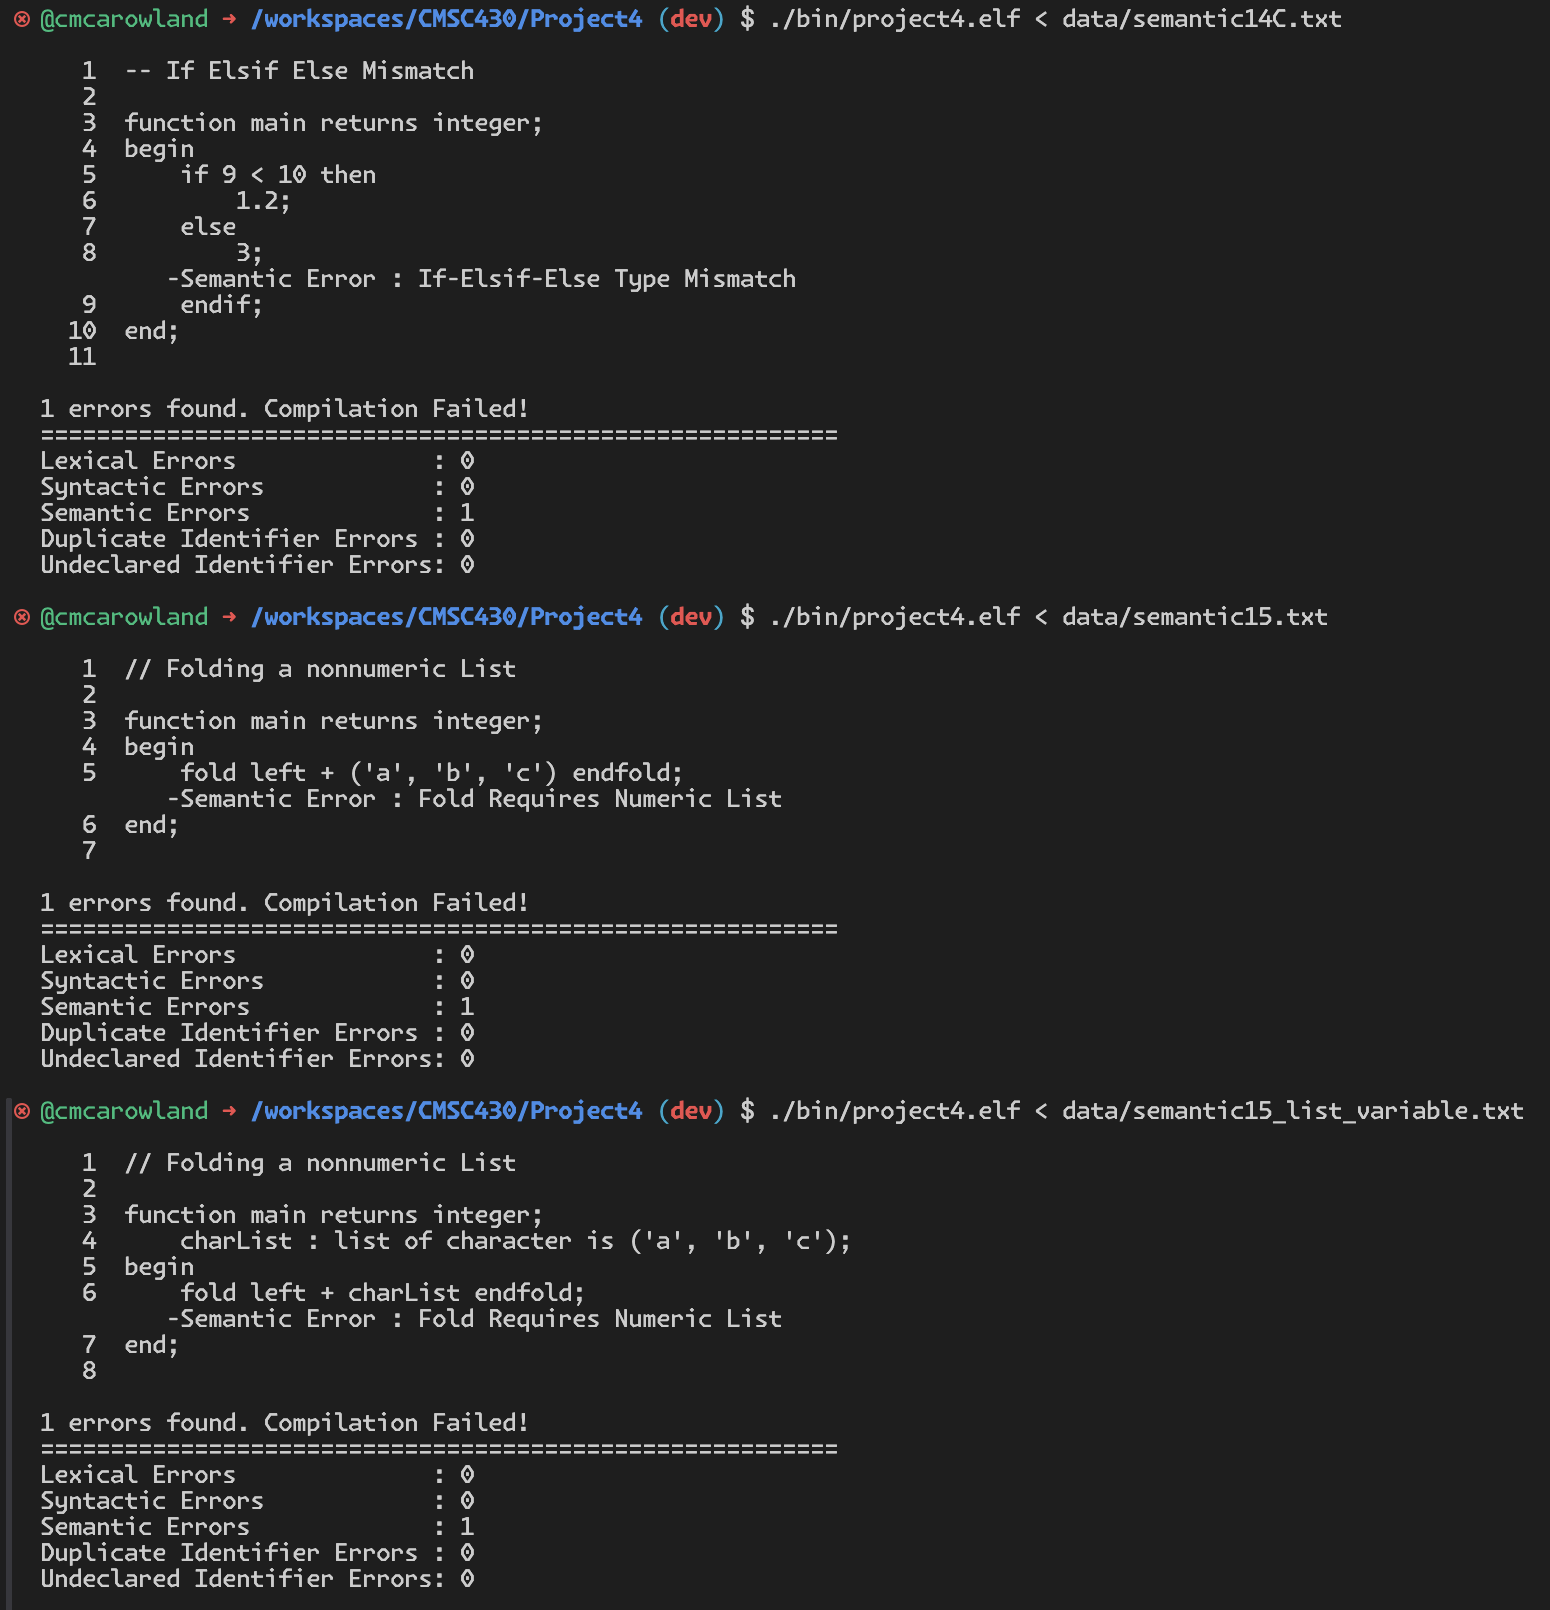 ⊗ @cmcarowland → /workspaces/CMSC430/Project4 (dev) $ ./bin/project4.elf < data/semantic14C.txt
1 -- If Elsif Else Mismatch
2
3 function main returns integer;
4 begin
5 if 9 < 10 then
6 1.2;
7 else
8 3;
-Semantic Error : If-Elsif-Else Type Mismatch
9 endif;
10 end;
11
1 errors found. Compilation Failed!
=========================================================
Lexical Errors : 0
Syntactic Errors : 0
Semantic Errors : 1
Duplicate Identifier Errors : 0
Undeclared Identifier Errors: 0
⊗ @cmcarowland → /workspaces/CMSC430/Project4 (dev) $ ./bin/project4.elf < data/semantic15.txt
1 // Folding a nonnumeric List
2
3 function main returns integer;
4 begin
5 fold left + ('a', 'b', 'c') endfold;
-Semantic Error : Fold Requires Numeric List
6 end;
7
1 errors found. Compilation Failed!
=========================================================
Lexical Errors : 0
Syntactic Errors : 0
Semantic Errors : 1
Duplicate Identifier Errors : 0
Undeclared Identifier Errors: 0
⊗ @cmcarowland → /workspaces/CMSC430/Project4 (dev) $ ./bin/project4.elf < data/semantic15_list_variable.txt
1 // Folding a nonnumeric List
2
3 function main returns integer;
4 charList : list of character is ('a', 'b', 'c');
5 begin
6 fold left + charList endfold;
-Semantic Error : Fold Requires Numeric List
7 end;
8
1 errors found. Compilation Failed!
=========================================================
Lexical Errors : 0
Syntactic Errors : 0
Semantic Errors : 1
Duplicate Identifier Errors : 0
Undeclared Identifier Errors: 0